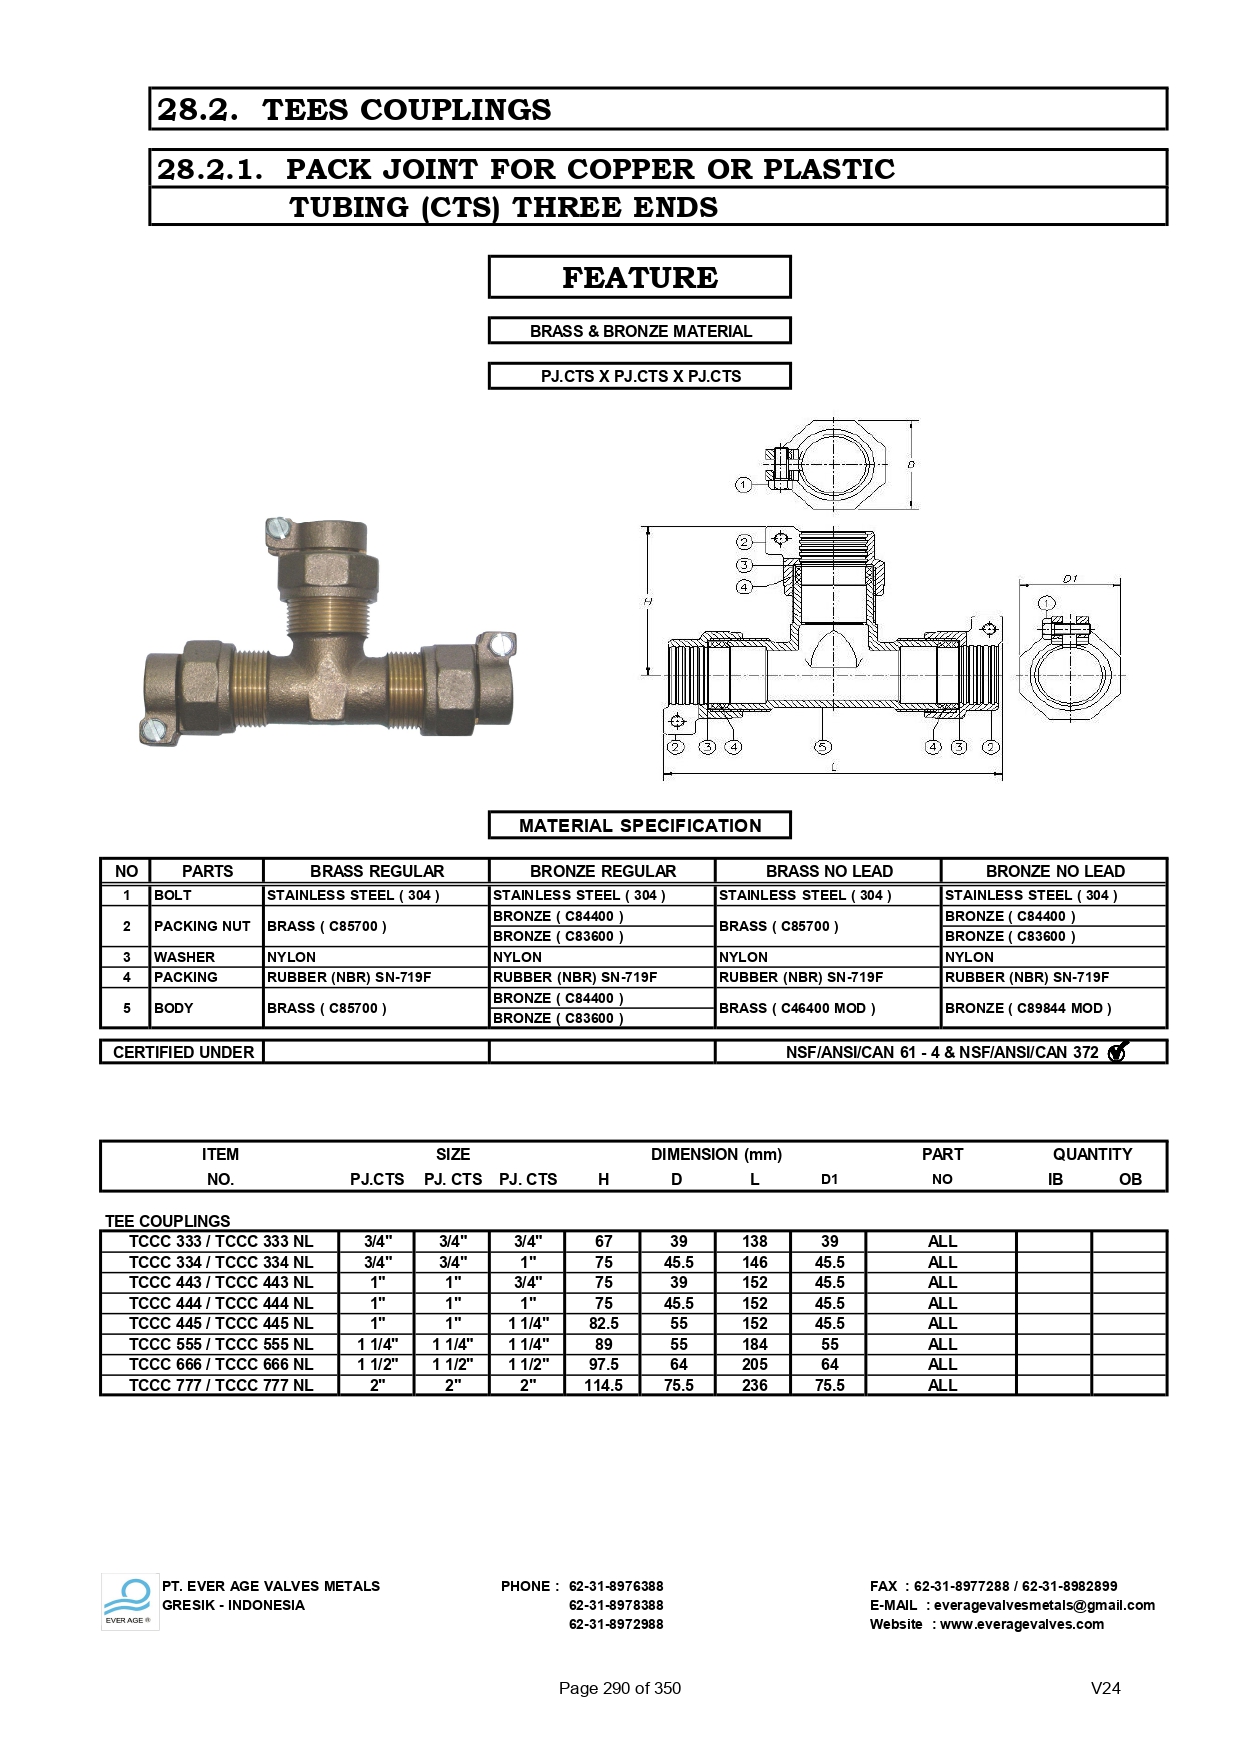 28.2. TEES COUPLINGS
28.2.1. PACK JOINT FOR COPPER OR PLASTIC
TUBING (CTS) THREE ENDS
FEATURE
BRASS & BRONZE MATERIAL
PJ.CTS X PJ.CTS X PJ.CTS
D
1
2
3
4
H
D1
1
2 3 4 5 4 3 2
L
MATERIAL SPECIFICATION
NO PARTS BRASS REGULAR BRONZE REGULAR BRASS NO LEAD BRONZE NO LEAD
1 BOLT STAINLESS STEEL ( 304 ) STAINLESS STEEL ( 304 ) STAINLESS STEEL ( 304 ) STAINLESS STEEL ( 304 )
BRONZE ( C84400 ) BRONZE ( C84400 )
2 PACKING NUT BRASS ( C85700 ) BRASS ( C85700 )
BRONZE ( C83600 ) BRONZE ( C83600 )
3 WASHER NYLON NYLON NYLON NYLON
4 PACKING RUBBER (NBR) SN-719F RUBBER (NBR) SN-719F RUBBER (NBR) SN-719F RUBBER (NBR) SN-719F
BRONZE ( C84400 )
5 BODY BRASS ( C85700 ) BRASS ( C46400 MOD ) BRONZE ( C89844 MOD )
BRONZE ( C83600 )
CERTIFIED UNDER NSF/ANSI/CAN 61 - 4 & NSF/ANSI/CAN 372
ITEM SIZE DIMENSION (mm) PART QUANTITY
NO. PJ.CTS PJ. CTS PJ. CTS H D L D1 NO IB OB
TEE COUPLINGS
TCCC 333 / TCCC 333 NL 3/4" 3/4" 3/4" 67 39 138 39 ALL
TCCC 334 / TCCC 334 NL 3/4" 3/4" 1" 75 45.5 146 45.5 ALL
TCCC 443 / TCCC 443 NL 1" 1" 3/4" 75 39 152 45.5 ALL
TCCC 444 / TCCC 444 NL 1" 1" 1" 75 45.5 152 45.5 ALL
TCCC 445 / TCCC 445 NL 1" 1" 1 1/4" 82.5 55 152 45.5 ALL
TCCC 555 / TCCC 555 NL 1 1/4" 1 1/4" 1 1/4" 89 55 184 55 ALL
TCCC 666 / TCCC 666 NL 1 1/2" 1 1/2" 1 1/2" 97.5 64 205 64 ALL
TCCC 777 / TCCC 777 NL 2" 2" 2" 114.5 75.5 236 75.5 ALL
EVER AGE ®
PT. EVER AGE VALVES METALS PHONE : 62-31-8976388 FAX : 62-31-8977288 / 62-31-8982899
GRESIK - INDONESIA 62-31-8978388 E-MAIL : everagevalvesmetals@gmail.com
62-31-8972988 Website : www.everagevalves.com
Page 290 of 350 V24